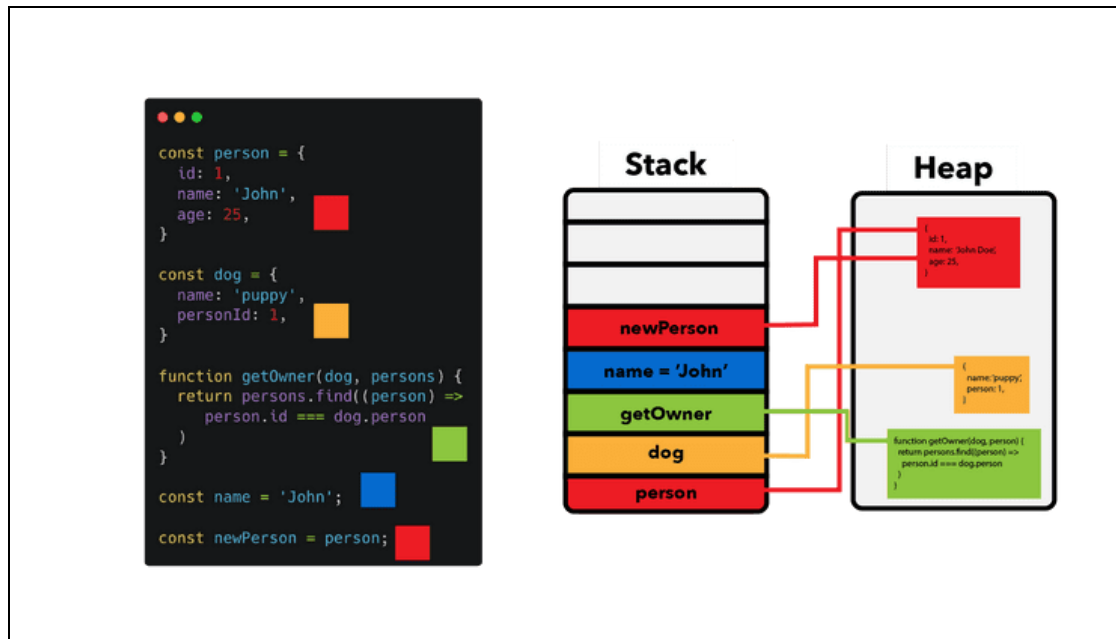 const person = {
id: 1,
name: 'John',
age: 25,
}
const dog = {
name: 'puppy',
personId: 1,
}
function getOwner(dog, persons) {
return persons.find((person) =>
person.id === dog.person
)
}
const name = 'John';
const newPerson = person;
Stack
newPerson
name = ‘John’
getOwner
dog
person
Heap
{
id: 1,
name: 'John Doe',
age: 25,
}
{
name:'puppy',
person: 1,
}
function getOwner(dog, person) {
return persons.find((person) =>
person.id === dog.person
)
}